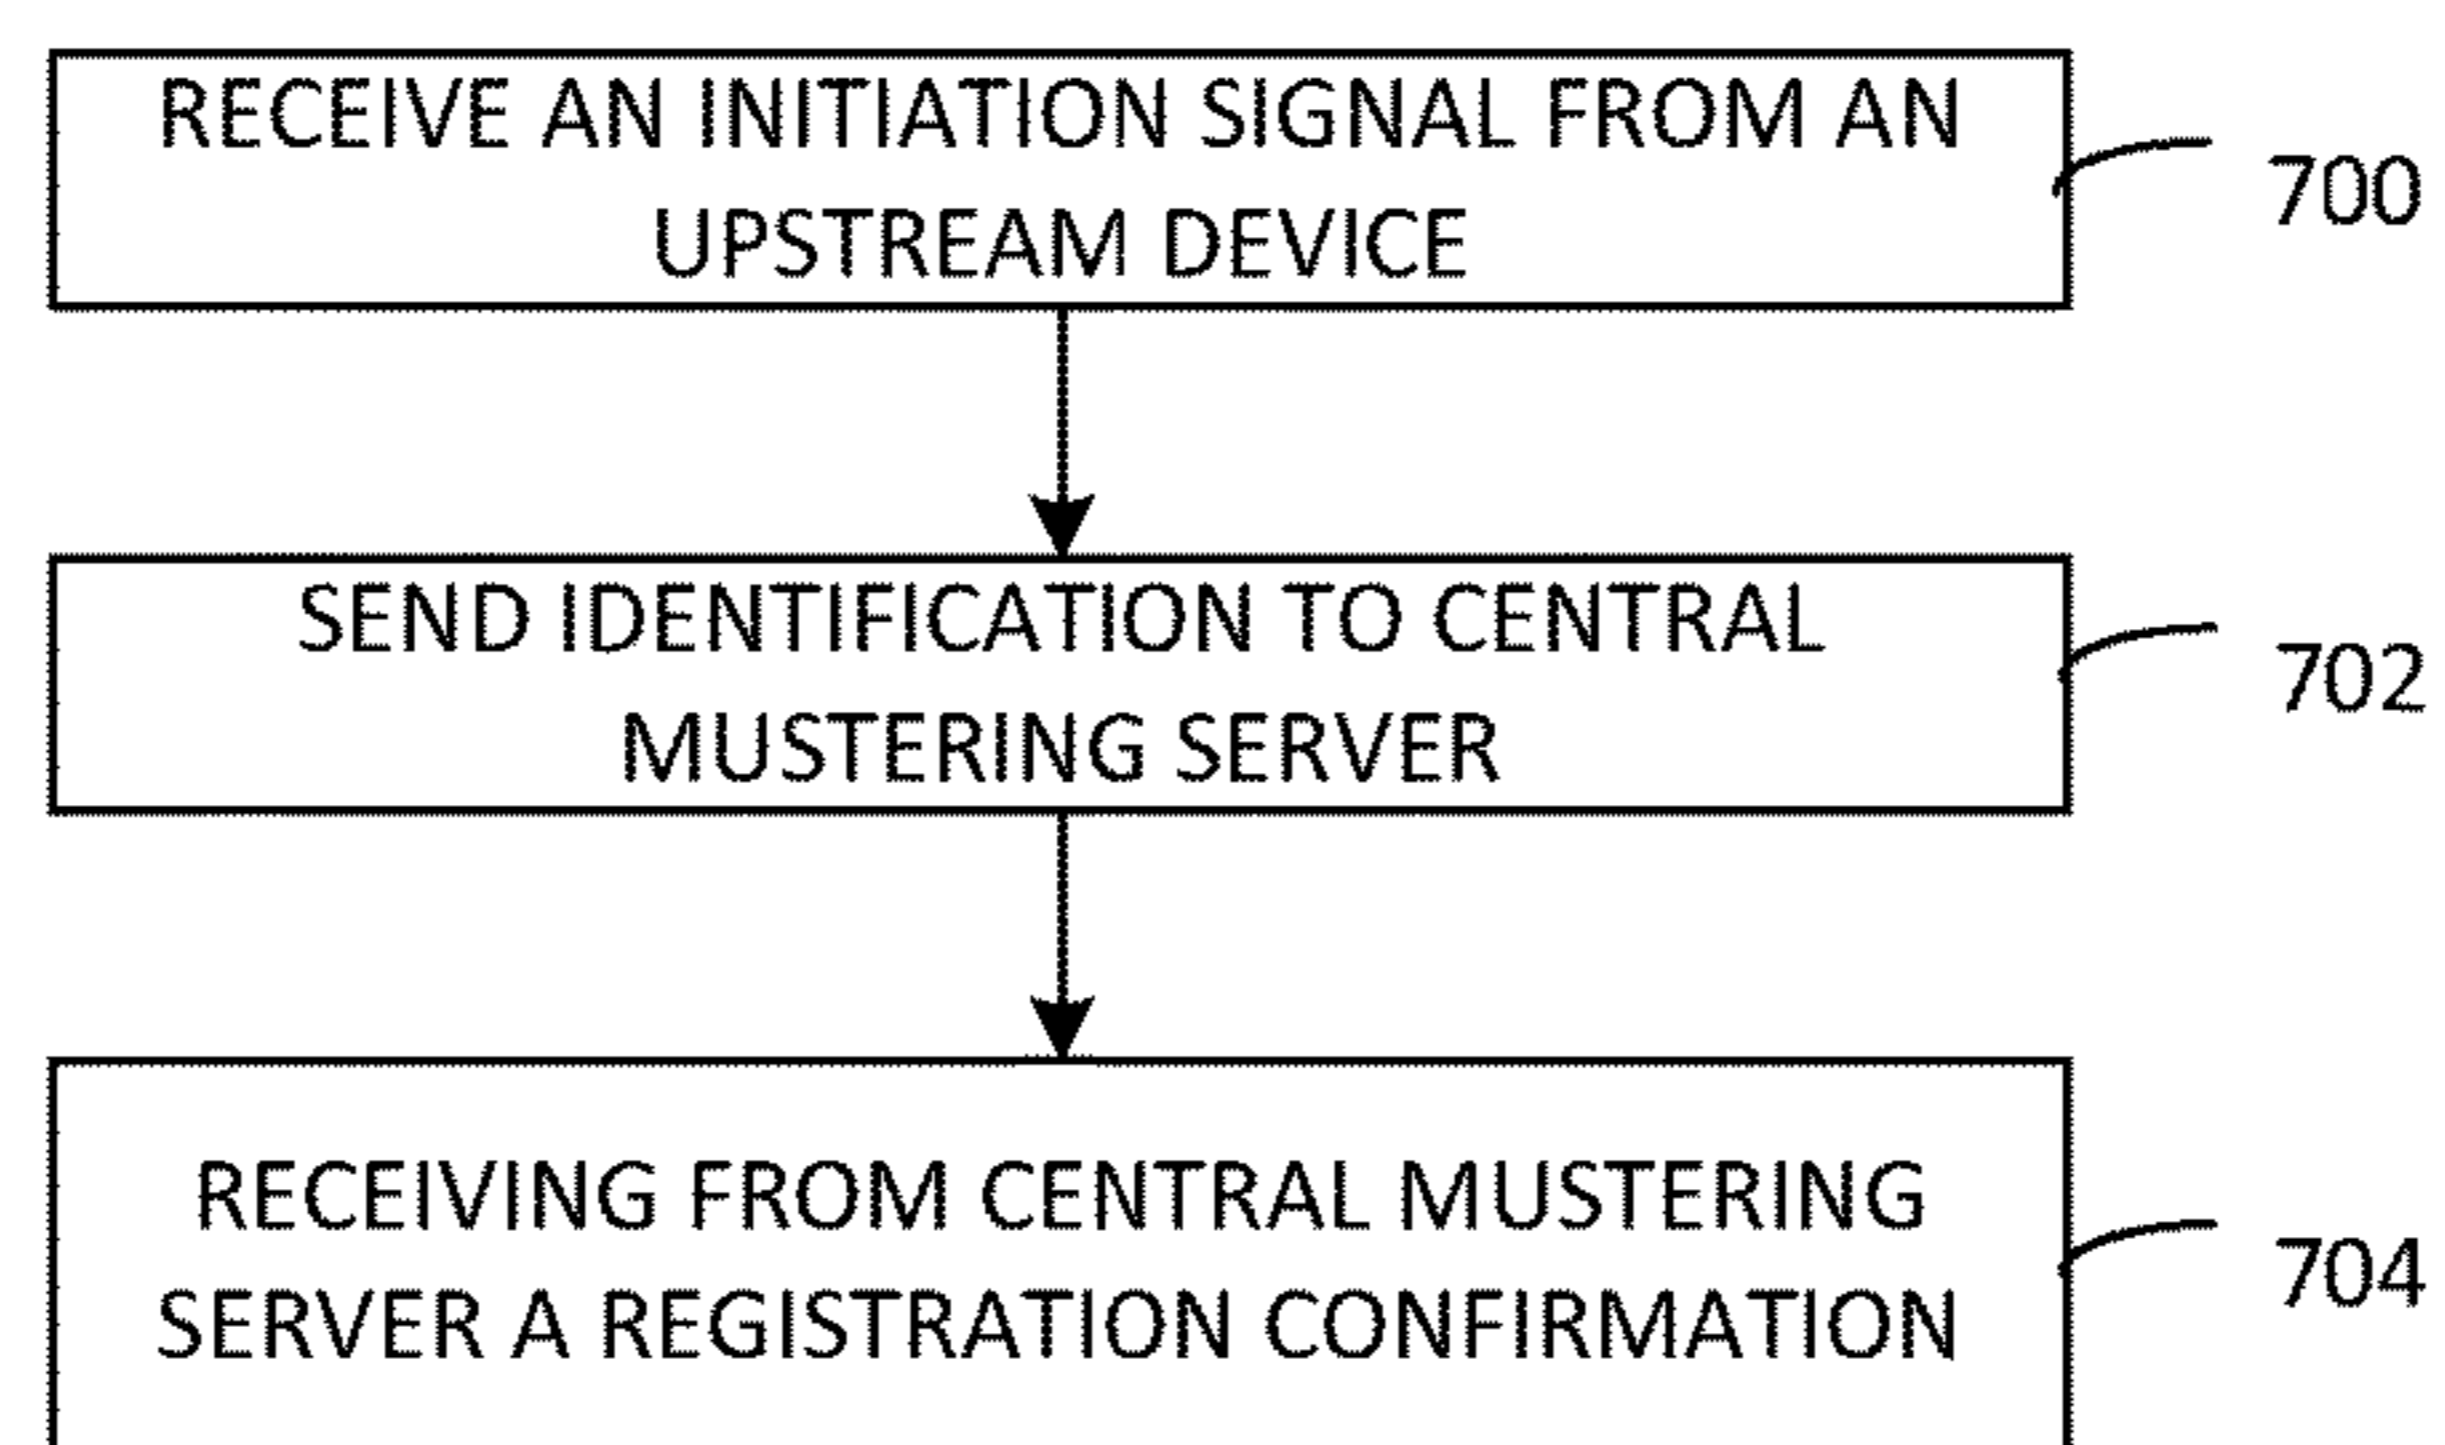 RECEIVE AN INITIATION SIGNAL FROM AN
UPSTREAM DEVICE
700
SEND IDENTIFICATION TO CENTRAL
MUSTERING SERVER
702
RECEIVING FROM CENTRAL MUSTERING
SERVER A REGISTRATION CONFIRMATION
704